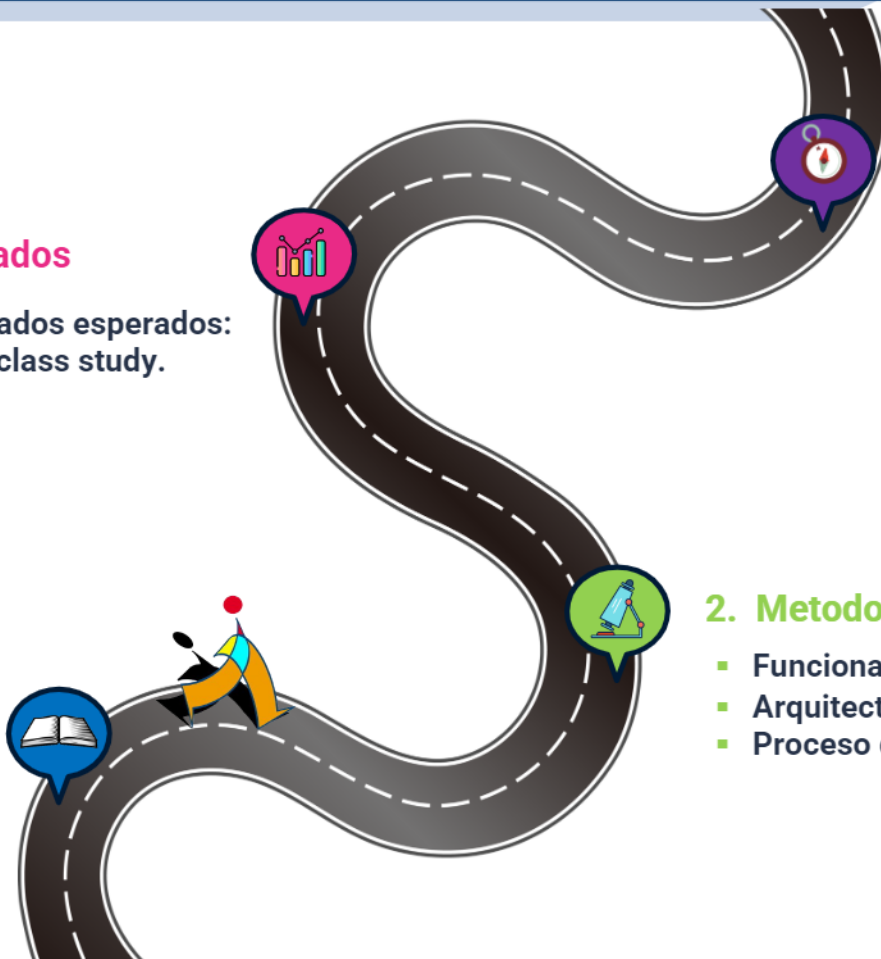 ados
ados esperados:
class study.
2. Metodo
Funciona
Arquitect
Proceso